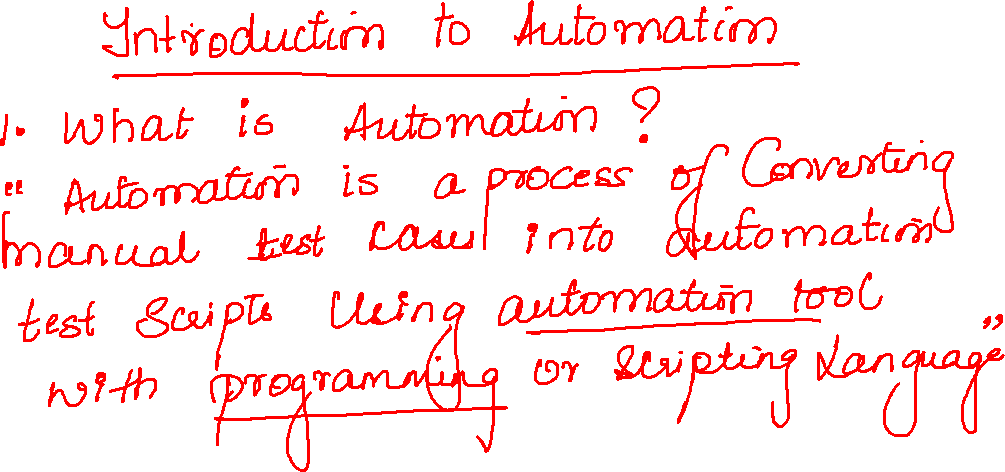 Introduction to Automation
1. What is Automation?
"Automation is a process of Converting
manual test cases into Automation
test Scripts Using automation tool
with programming or Scripting Language"